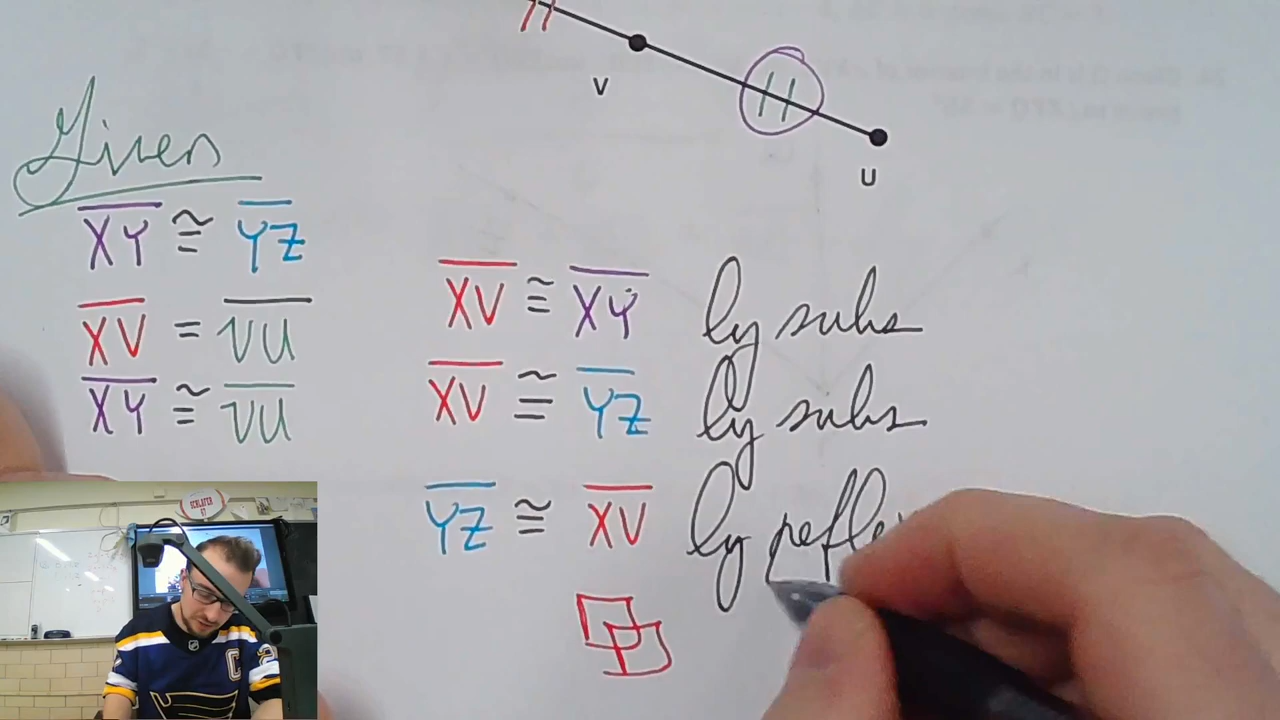 V
U
Given
XY ≅ YZ
XV = VU
XY ≅ VU
XV ≅ XY by subs
XV ≅ YZ by subs
YZ ≅ XV by reflex
SCHLATER